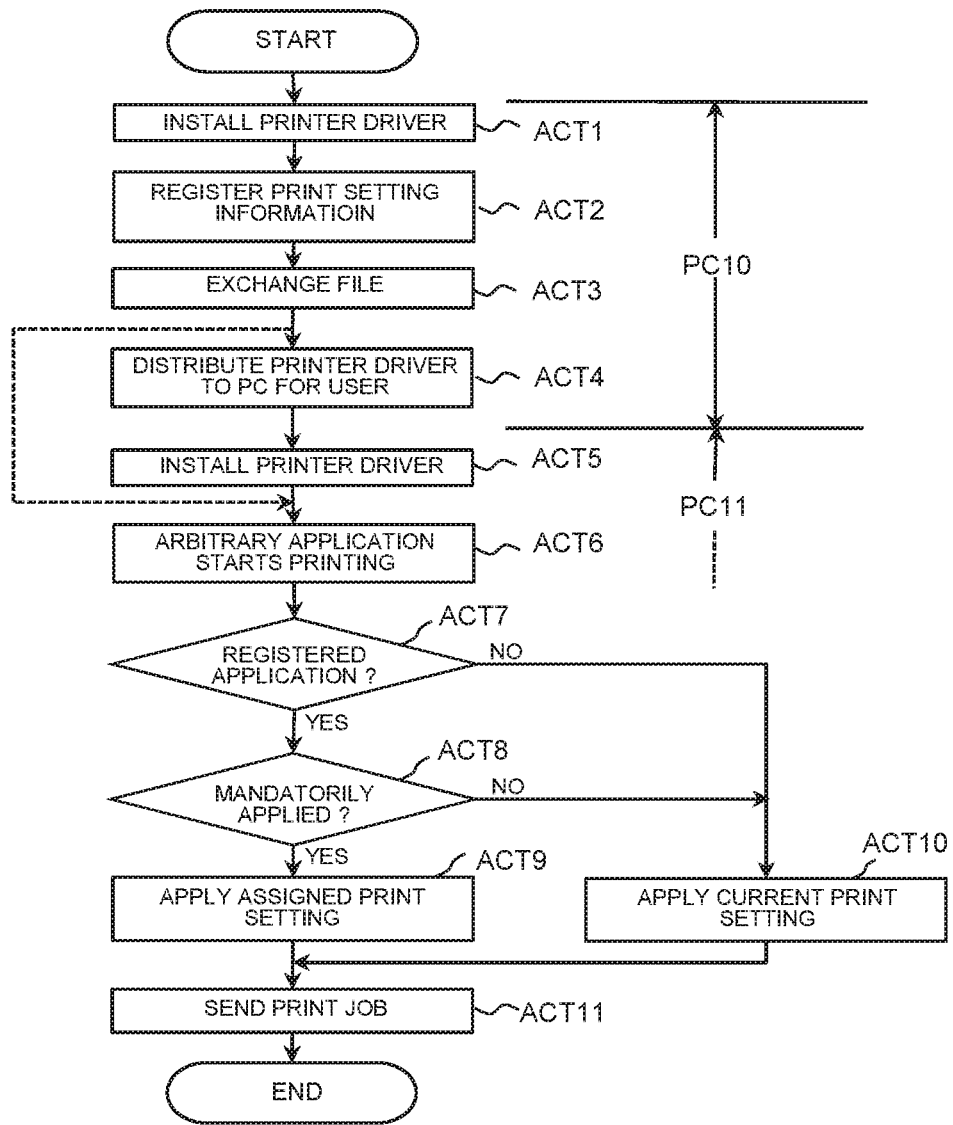 START
INSTALL PRINTER DRIVER
ACT1
REGISTER PRINT SETTING
INFORMATIOIN
ACT2
PC10
EXCHANGE FILE
ACT3
DISTRIBUTE PRINTER DRIVER
TO PC FOR USER
ACT4
INSTALL PRINTER DRIVER
ACT5
PC11
ARBITRARY APPLICATION
STARTS PRINTING
ACT6
ACT7
REGISTERED
APPLICATION ?
NO
YES
ACT8
MANDATORILY
APPLIED ?
NO
YES
ACT9
APPLY ASSIGNED PRINT
SETTING
ACT10
APPLY CURRENT PRINT
SETTING
SEND PRINT JOB
ACT11
END